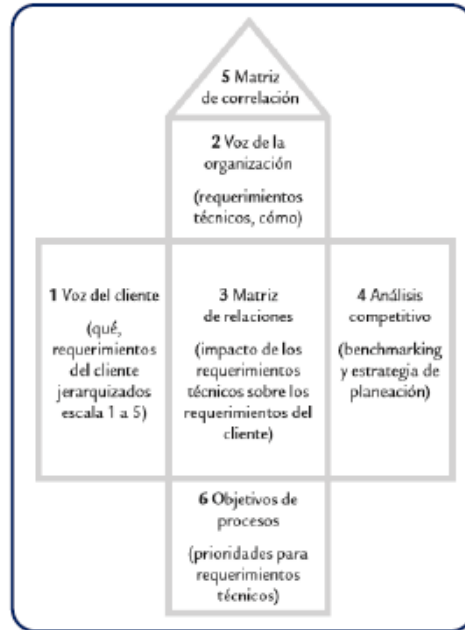 5 Matriz
de correlación
2 Voz de la
organización
(requerimientos
técnicos, cómo)
1 Voz del cliente
(qué,
requerimientos
del cliente
jerarquizados
escala 1 a 5)
3 Matriz
de relaciones
(impacto de los
requerimientos
técnicos sobre los
requerimientos del
cliente)
4 Análisis
competitivo
(benchmarking
y estrategia de
planeación)
6 Objetivos de
procesos
(prioridades para
requerimientos
técnicos)